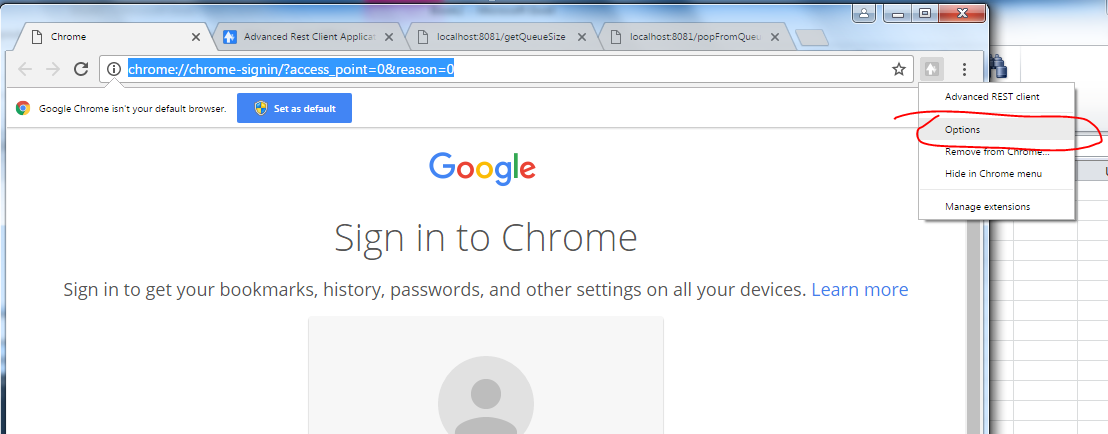 Chrome
Advanced Rest Client Applicat
localhost:8081/getQueueSize
localhost:8081/popFromQueu
chrome://chrome-signin/?access_point=0&reason=0
Google Chrome isn't your default browser.
Set as default
Advanced REST client
Options
Remove from Chrome...
Hide in Chrome menu
Manage extensions
Google
Sign in to Chrome
Sign in to get your bookmarks, history, passwords, and other settings on all your devices. Learn more